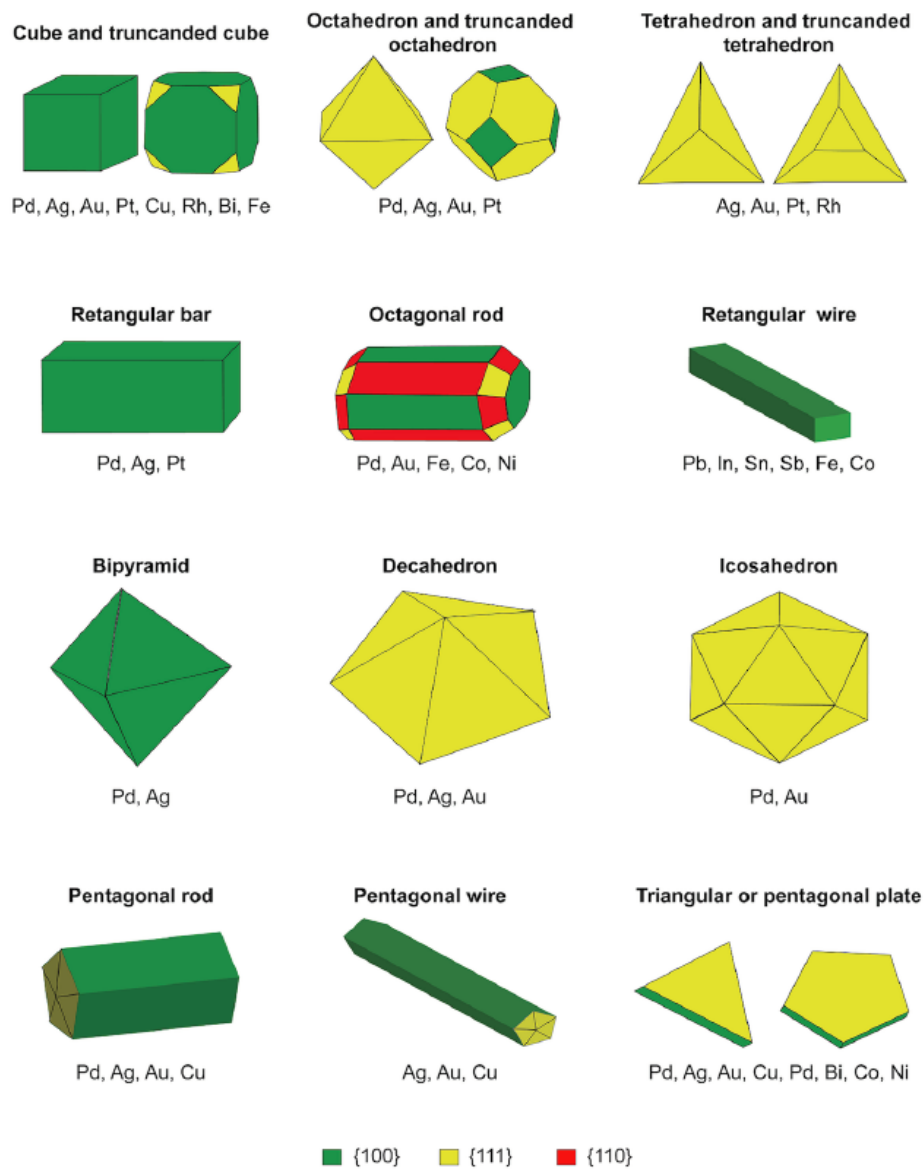 Cube and truncanded cube
Octahedron and truncanded
octahedron
Tetrahedron and truncanded
tetrahedron
Pd, Ag, Au, Pt, Cu, Rh, Bi, Fe
Pd, Ag, Au, Pt
Ag, Au, Pt, Rh
Retangular bar
Octagonal rod
Retangular wire
Pd, Ag, Pt
Pd, Au, Fe, Co, Ni
Pb, In, Sn, Sb, Fe, Co
Bipyramid
Decahedron
Icosahedron
Pd, Ag
Pd, Ag, Au
Pd, Au
Pentagonal rod
Pentagonal wire
Triangular or pentagonal plate
Pd, Ag, Au, Cu
Ag, Au, Cu
Pd, Ag, Au, Cu, Pd, Bi, Co, Ni
{100}
{111}
{110}